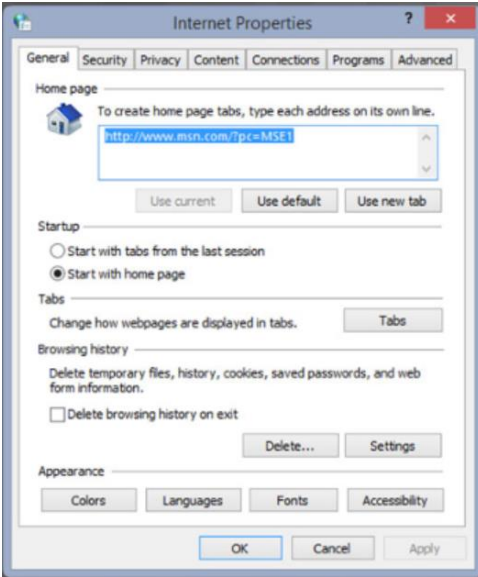 Internet Properties
?
General Security Privacy Content Connections Programs Advanced
Home page
To create home page tabs, type each address on its own line.
http://www.msn.com/?pc=MSE1
Use current Use default Use new tab
Startup
Start with tabs from the last session
Start with home page
Tabs
Change how webpages are displayed in tabs. Tabs
Browsing history
Delete temporary files, history, cookies, saved passwords, and web
form information.
Delete browsing history on exit
Delete... Settings
Appearance
Colors Languages Fonts Accessibility
OK Cancel Apply